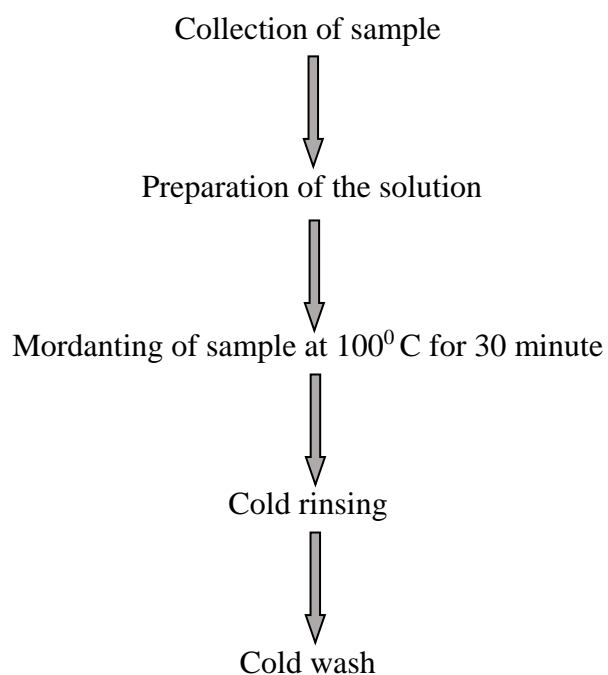 Collection of sample
Preparation of the solution
Mordanting of sample at 100⁰ C for 30 minute
Cold rinsing
Cold wash